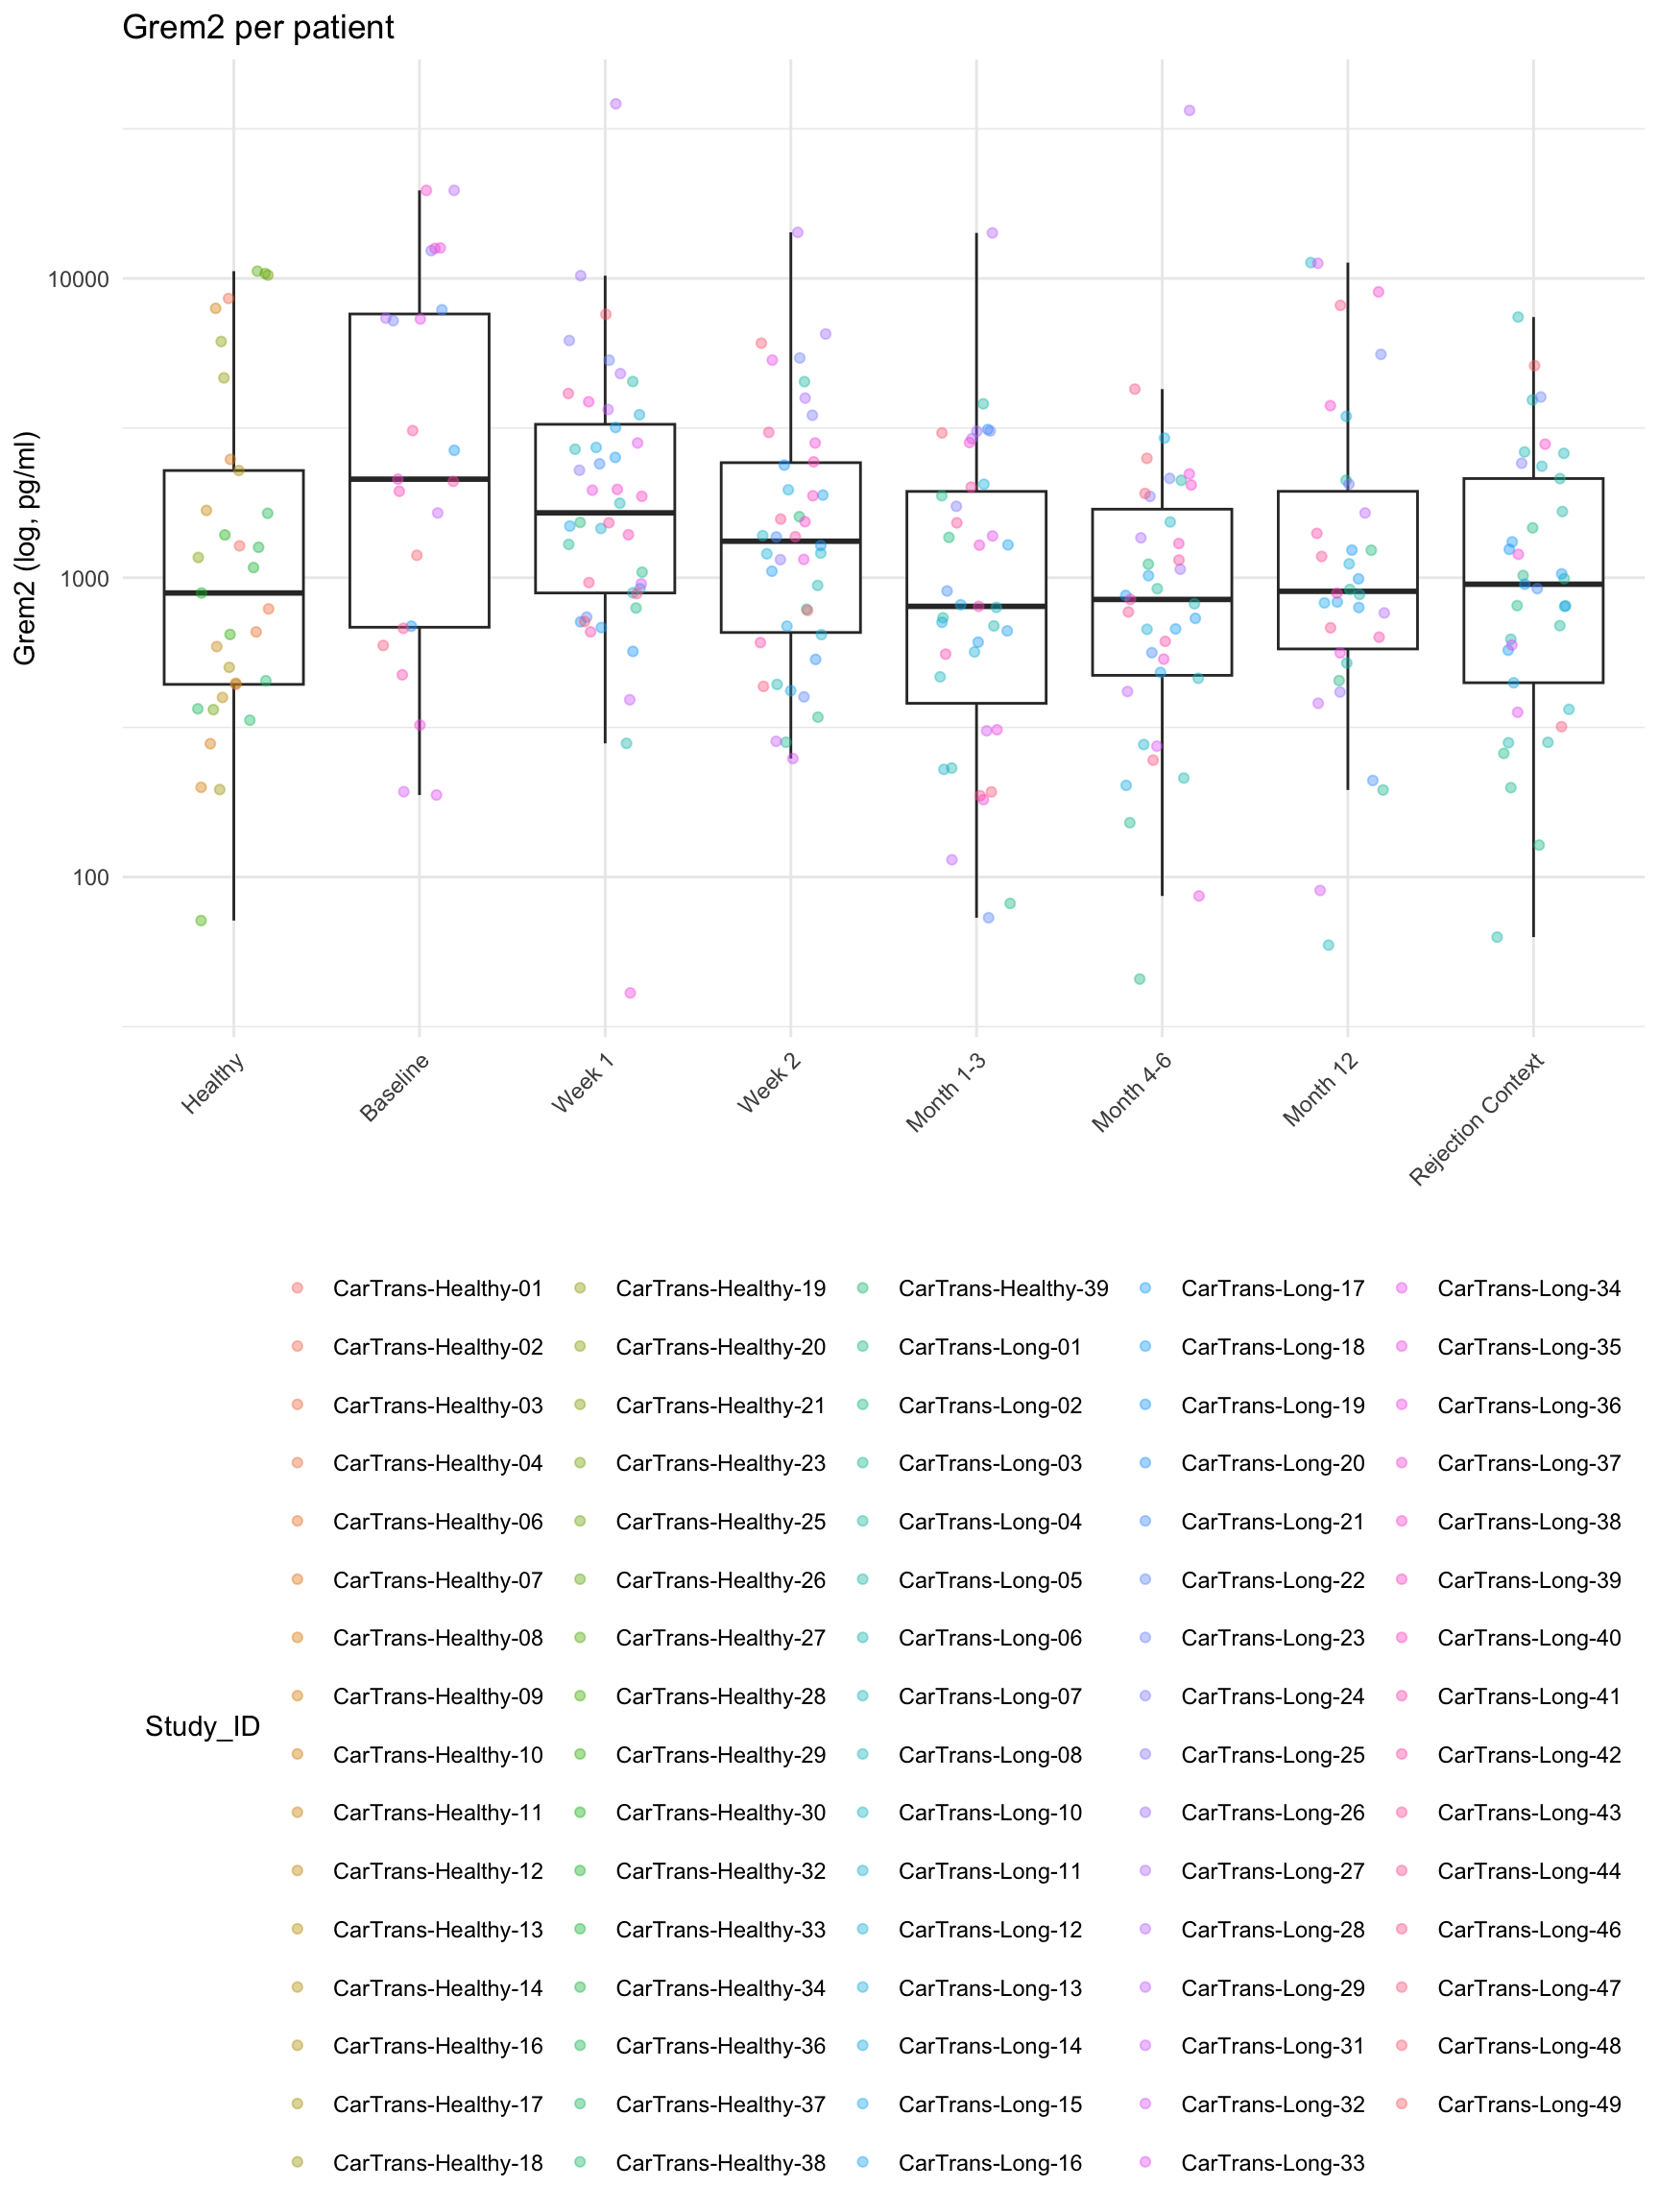 Grem2 per patient
Grem2 (log, pg/ml)
10000
1000
100
Healthy
Baseline
Week 1
Week 2
Month 1-3
Month 4-6
Month 12
Rejection Context
Study_ID
CarTrans-Healthy-01
CarTrans-Healthy-02
CarTrans-Healthy-03
CarTrans-Healthy-04
CarTrans-Healthy-06
CarTrans-Healthy-07
CarTrans-Healthy-08
CarTrans-Healthy-09
CarTrans-Healthy-10
CarTrans-Healthy-11
CarTrans-Healthy-12
CarTrans-Healthy-13
CarTrans-Healthy-14
CarTrans-Healthy-16
CarTrans-Healthy-17
CarTrans-Healthy-18
CarTrans-Healthy-19
CarTrans-Healthy-20
CarTrans-Healthy-21
CarTrans-Healthy-23
CarTrans-Healthy-25
CarTrans-Healthy-26
CarTrans-Healthy-27
CarTrans-Healthy-28
CarTrans-Healthy-29
CarTrans-Healthy-30
CarTrans-Healthy-32
CarTrans-Healthy-33
CarTrans-Healthy-34
CarTrans-Healthy-36
CarTrans-Healthy-37
CarTrans-Healthy-38
CarTrans-Healthy-39
CarTrans-Long-01
CarTrans-Long-02
CarTrans-Long-03
CarTrans-Long-04
CarTrans-Long-05
CarTrans-Long-06
CarTrans-Long-07
CarTrans-Long-08
CarTrans-Long-10
CarTrans-Long-11
CarTrans-Long-12
CarTrans-Long-13
CarTrans-Long-14
CarTrans-Long-15
CarTrans-Long-16
CarTrans-Long-17
CarTrans-Long-18
CarTrans-Long-19
CarTrans-Long-20
CarTrans-Long-21
CarTrans-Long-22
CarTrans-Long-23
CarTrans-Long-24
CarTrans-Long-25
CarTrans-Long-26
CarTrans-Long-27
CarTrans-Long-28
CarTrans-Long-29
CarTrans-Long-31
CarTrans-Long-32
CarTrans-Long-33
CarTrans-Long-34
CarTrans-Long-35
CarTrans-Long-36
CarTrans-Long-37
CarTrans-Long-38
CarTrans-Long-39
CarTrans-Long-40
CarTrans-Long-41
CarTrans-Long-42
CarTrans-Long-43
CarTrans-Long-44
CarTrans-Long-46
CarTrans-Long-47
CarTrans-Long-48
CarTrans-Long-49